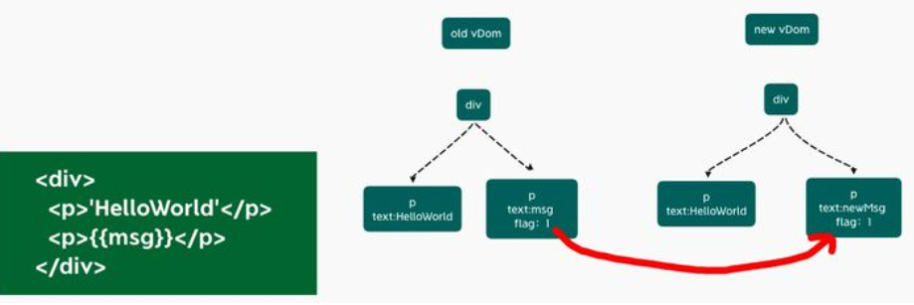 <div>
<p>'HelloWorld'</p>
<p>{{msg}}</p>
</div>
old vDom
div
p
text:HelloWorld
p
text:msg
flag：1
new vDom
div
p
text:HelloWorld
p
text:newMsg
flag：1